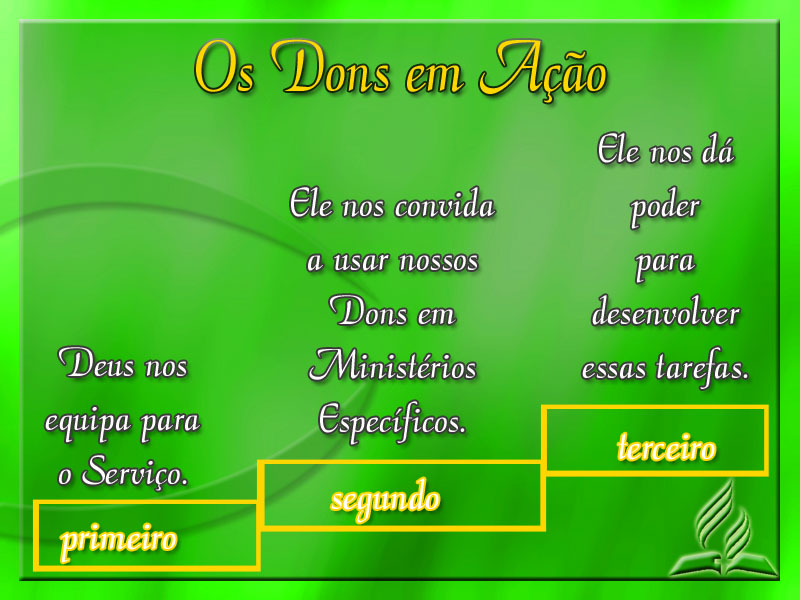 Os Dons em Ação
Deus nos
equipa para
o Serviço.
primeiro
Ele nos convida
a usar nossos
Dons em
Ministérios
Específicos.
segundo
Ele nos dá
poder
para
desenvolver
essas tarefas.
terceiro